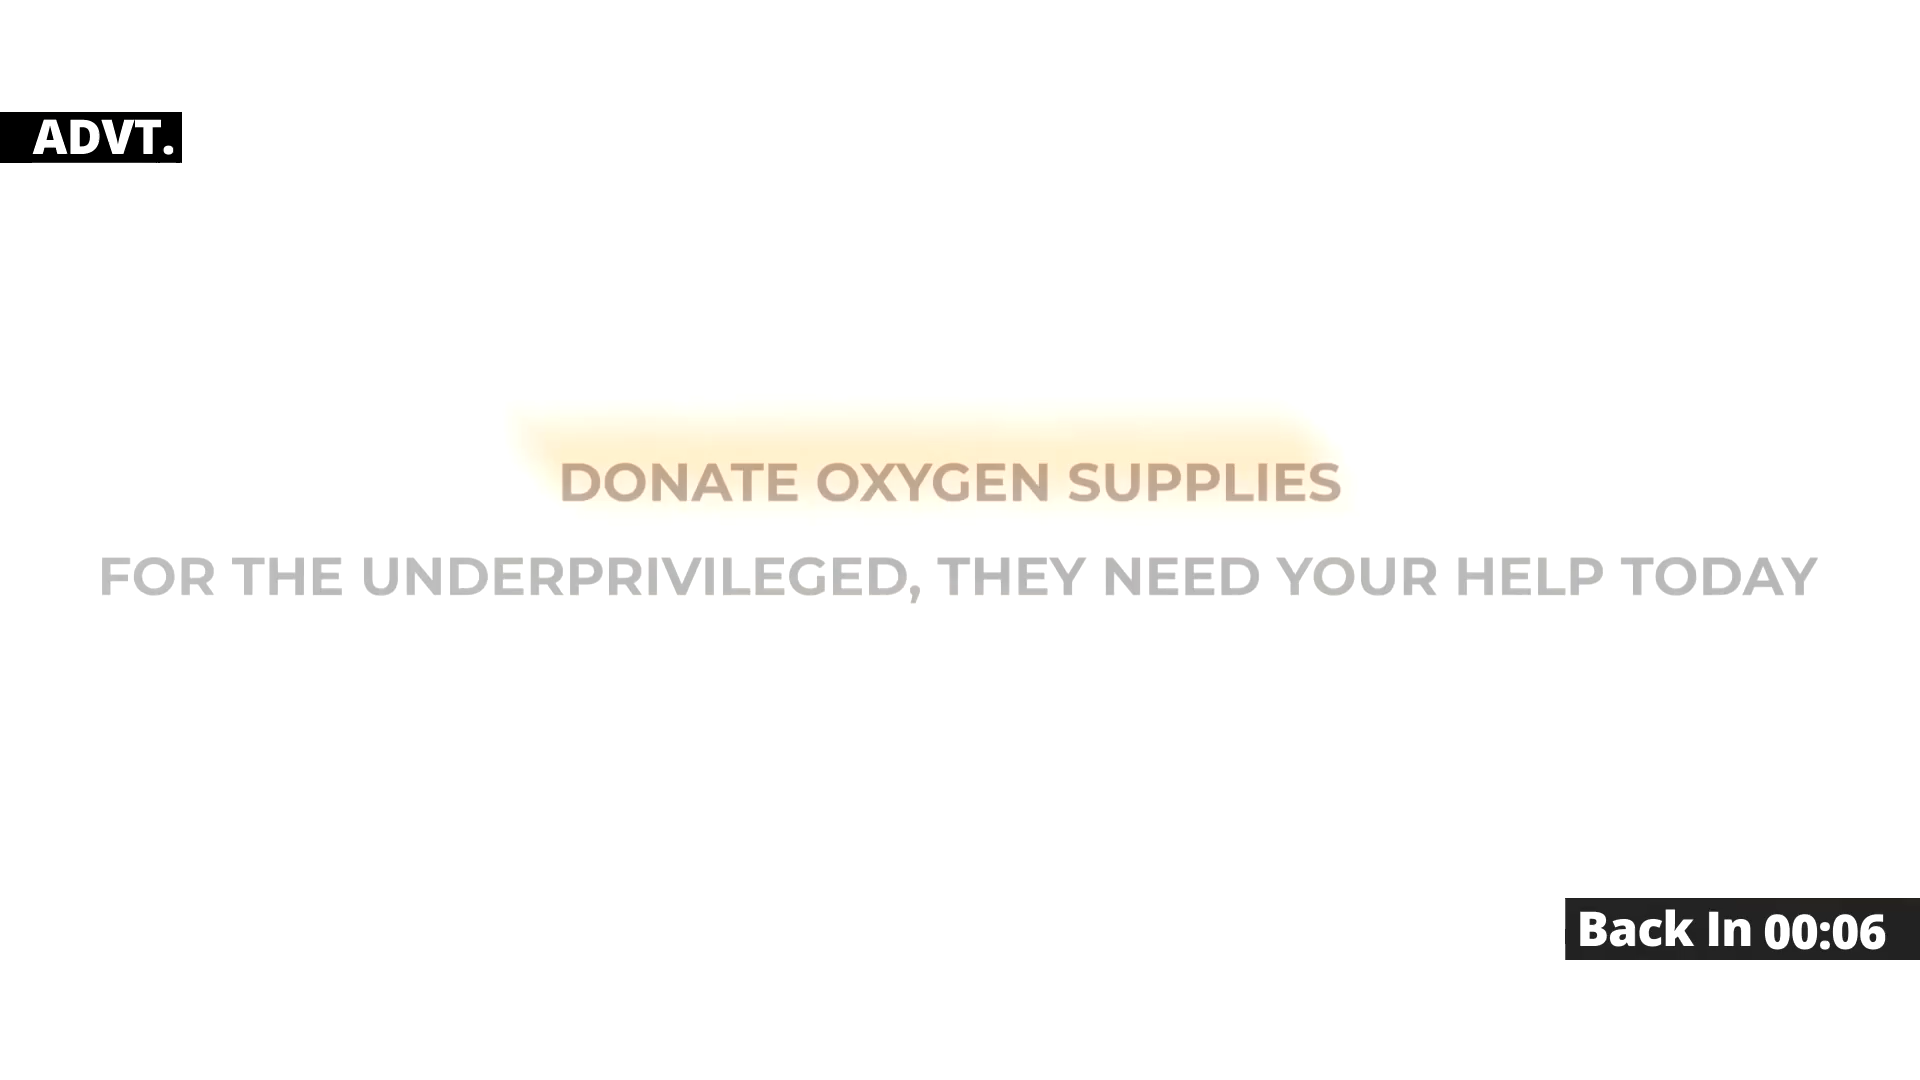 ADVT.
DONATE OXYGEN SUPPLIES
FOR THE UNDERPRIVILEGED, THEY NEED YOUR HELP TODAY
Back In 00:06